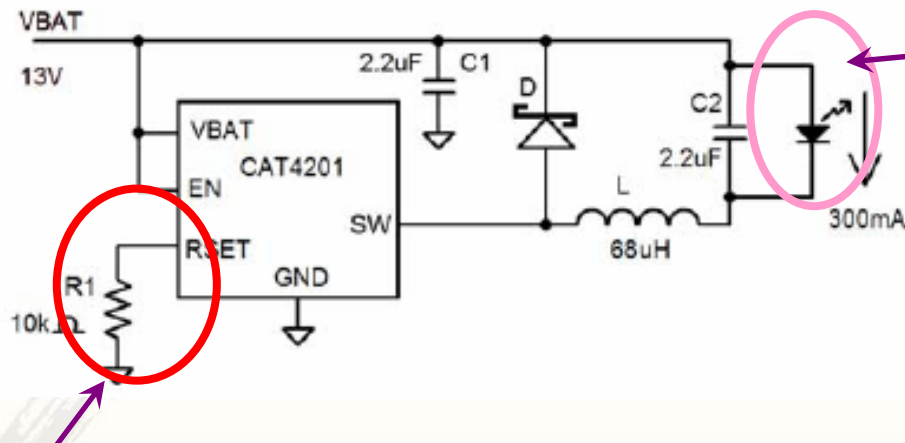 VBAT
13V
2.2uF C1
D
C2
2.2uF
VBAT
CAT4201
EN
SW
L
68uH
300mA
RSET
GND
R1
10kΩ